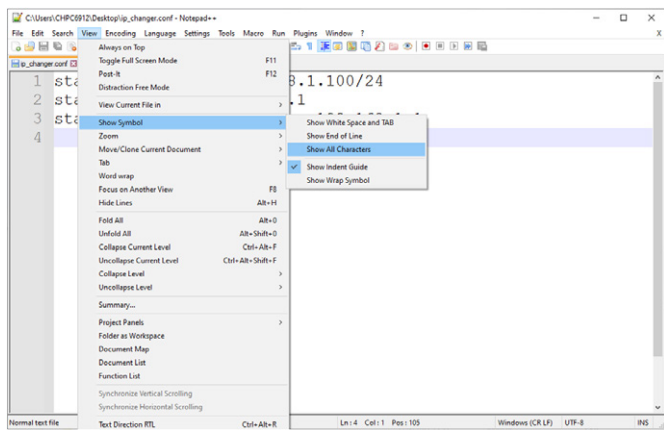 C:\Users\CHPC6912\Desktop\ip_changer.conf - Notepad++
File Edit Search View Encoding Language Settings Tools Macro Run Plugins Window ? X
ip_changer.conf
1 sta 8.1.100/24
2 sta .1
3 sta
4
Always on Top
Toggle Full Screen Mode F11
Post-It F12
Distraction Free Mode
View Current File in
Show Symbol
Zoom
Move/Clone Current Document
Tab
Word wrap
Focus on Another View F8
Hide Lines Alt+H
Fold All Alt+0
Unfold All Alt+Shift+0
Collapse Current Level Ctrl+Alt+F
Uncollapse Current Level Ctrl+Alt+Shift+F
Collapse Level
Uncollapse Level
Summary...
Project Panels
Folder as Workspace
Document Map
Document List
Function List
Synchronize Vertical Scrolling
Synchronize Horizontal Scrolling
Text Direction RTL Ctrl+Alt+R
Show White Space and TAB
Show End of Line
Show All Characters
Show Indent Guide
Show Wrap Symbol
Normal text file Ln:4 Col:1 Pos:105 Windows (CR LF) UTF-8 INS